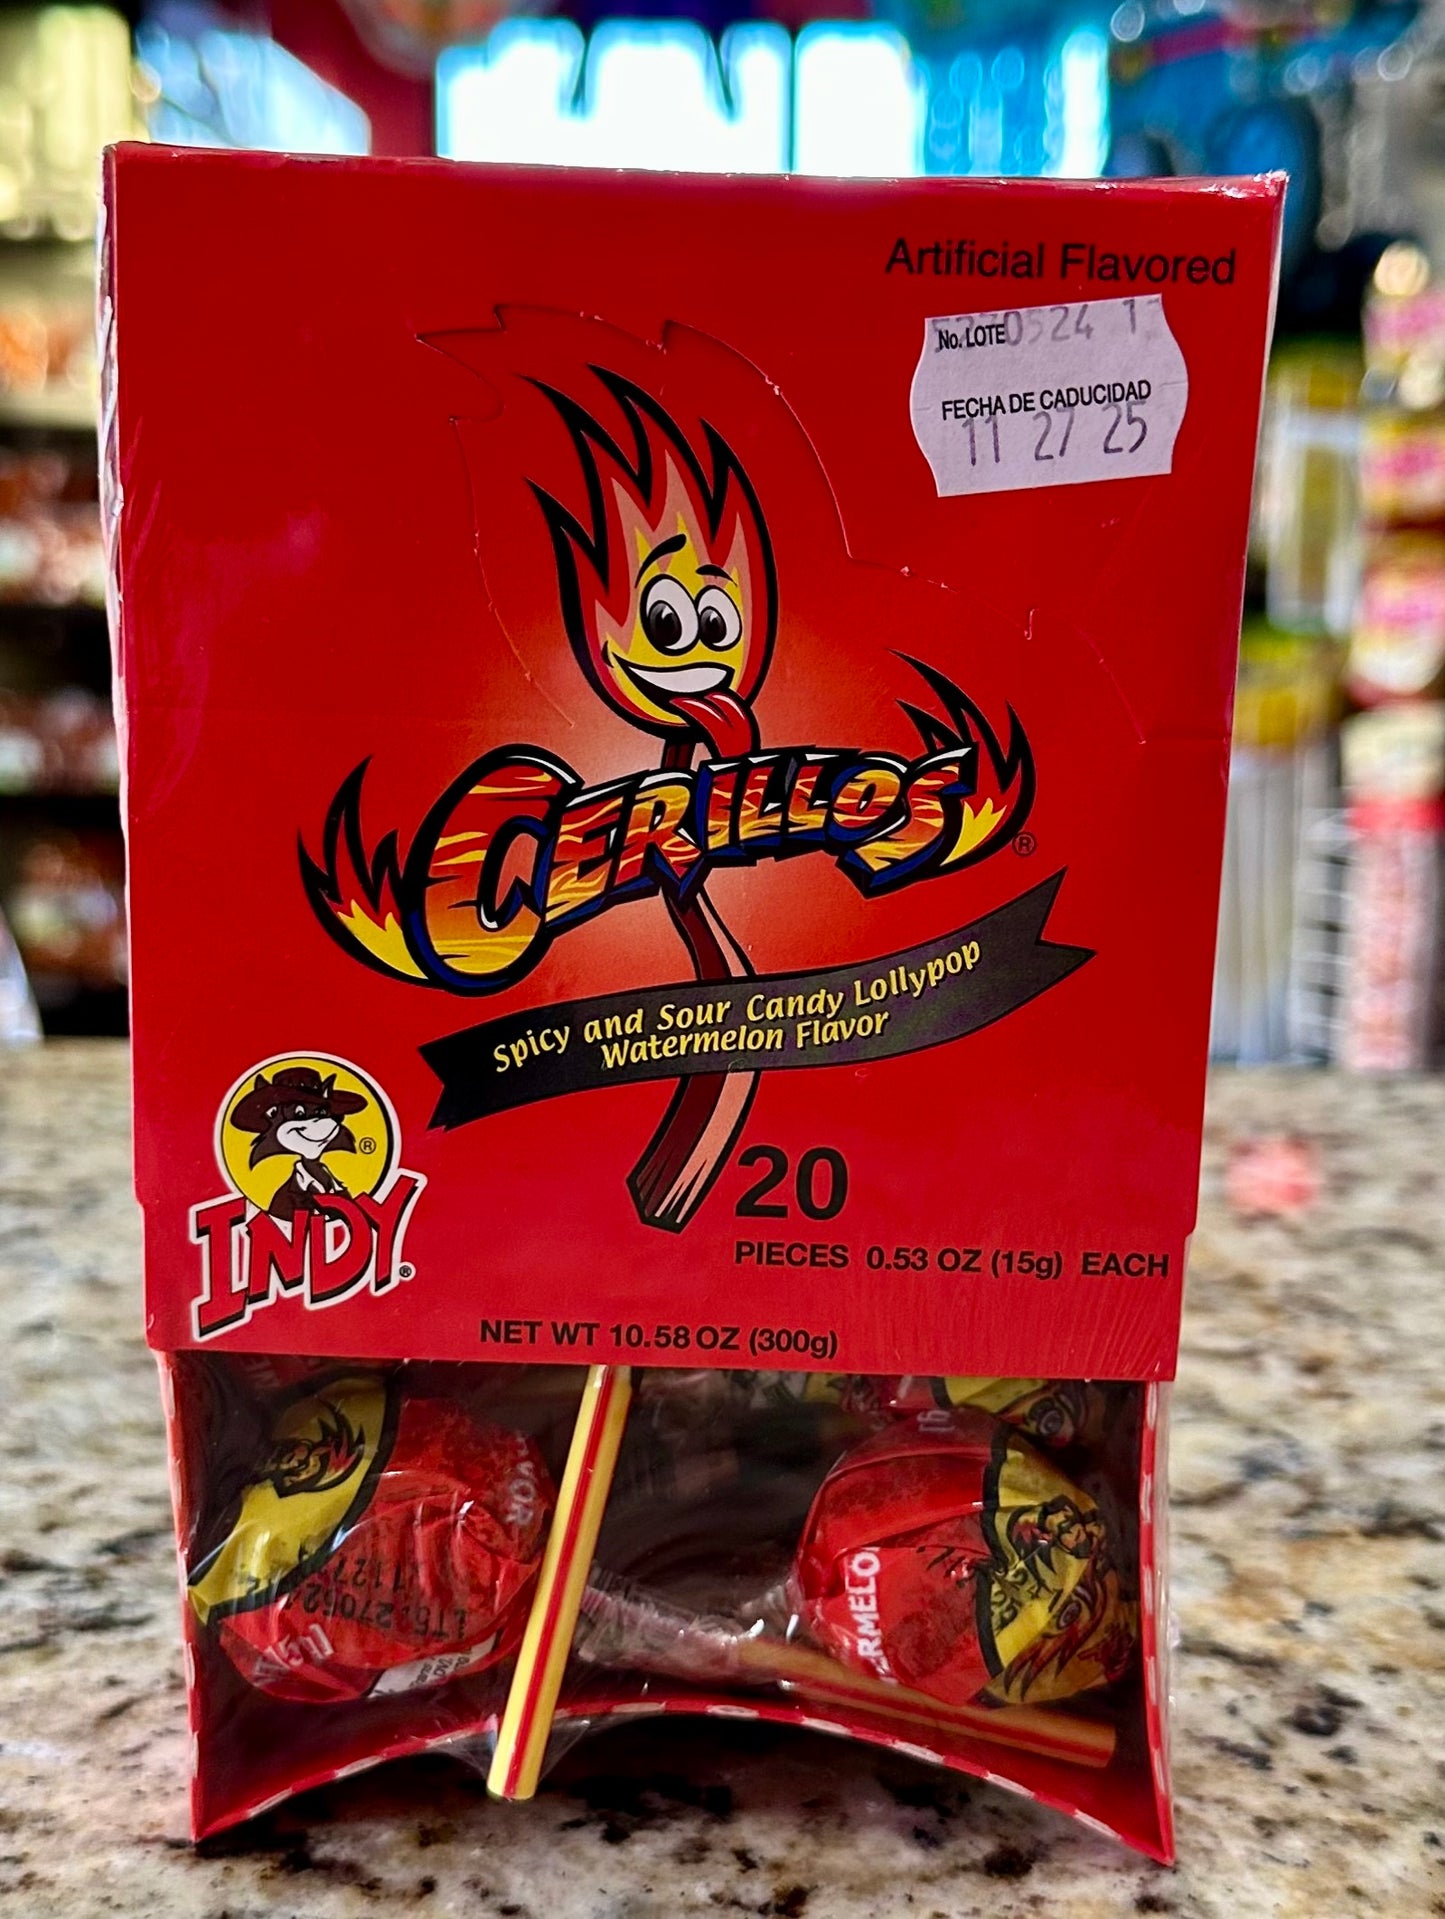 Artificial Flavored
No. LOTE
FECHA DE CADUCIDAD
11 27 25
CERILLOS
®
Spicy and Sour Candy Lollypop
Watermelon Flavor
®
INDY®
20
PIECES 0.53 OZ (15g) EACH
NET WT 10.58 OZ (300g)